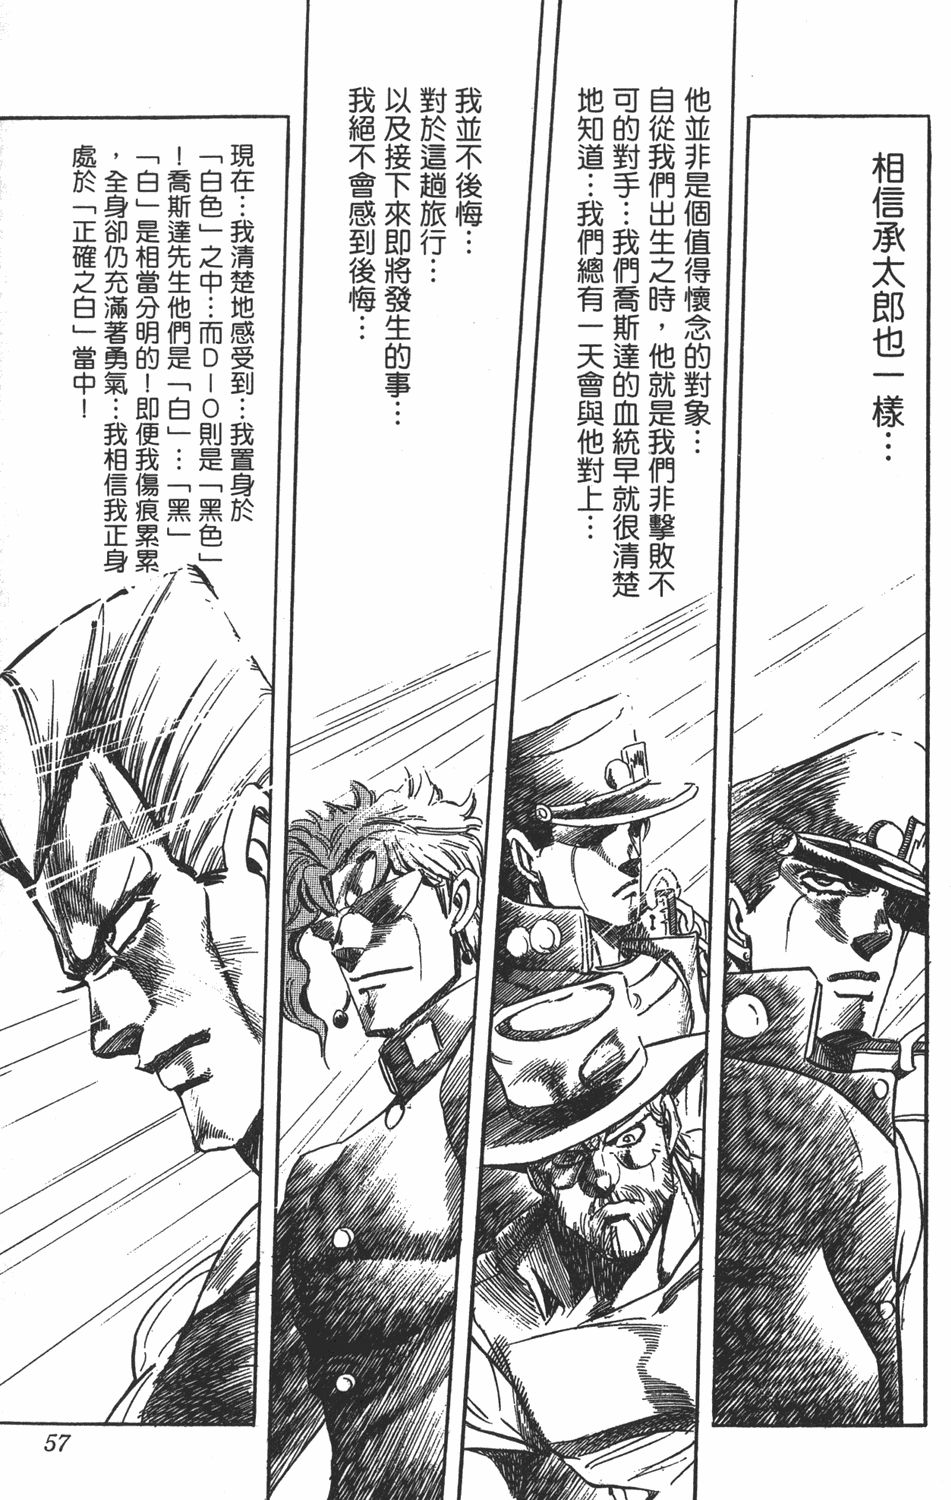 相信承太郎也一樣…
他並非是個值得懷念的對象…
自從我們出生之時，他就是我們非擊敗不
可的對手…我們喬斯達的血統早就很清楚
地知道…我們總有一天會與他對上…
我並不後悔…
對於這趟旅行…
以及接下來即將發生的事…
我絕不會感到後悔…
現在…我清楚地感受到…我置身於
「白色」之中…而DIO則是「黑色」
！喬斯達先生他們是「白」…「黑」
「白」是相當分明的！即便我傷痕累累
，全身卻仍充滿著勇氣…我相信我正身
處於「正確之白」當中！
57